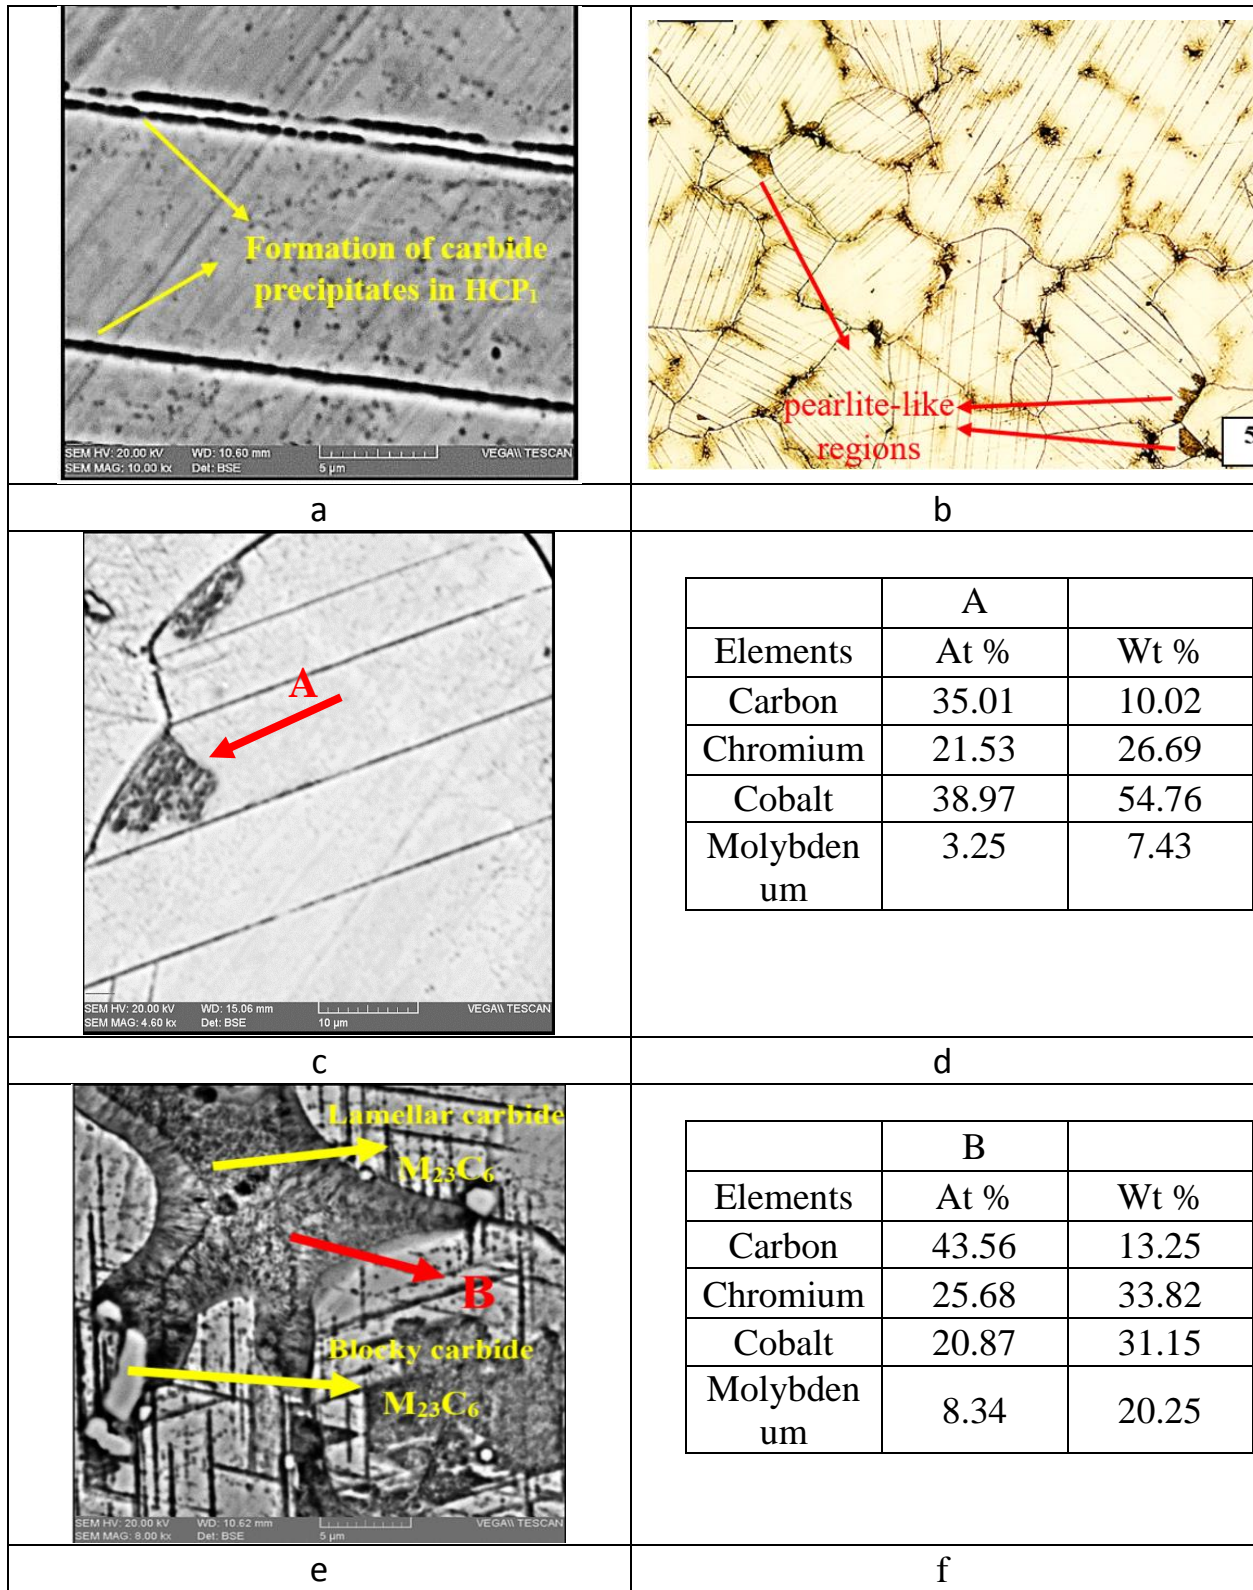 Formation of carbide
precipitates in HCP₁
SEM HV: 20.00 kV WD: 10.60 mm VEGA\\ TESCAN
SEM MAG: 10.00 kx Det: BSE 5 µm
pearlite-like
regions
5
a
b
A
SEM HV: 20.00 kV WD: 15.06 mm VEGA\\ TESCAN
SEM MAG: 4.60 kx Det: BSE 10 µm
A
Elements At % Wt %
Carbon 35.01 10.02
Chromium 21.53 26.69
Cobalt 38.97 54.76
Molybden 3.25 7.43
um
c
d
Lamellar carbide
M₂₃C₆
B
Blocky carbide
M₂₃C₆
SEM HV: 20.00 kV WD: 10.62 mm VEGA\\ TESCAN
SEM MAG: 8.00 kx Det: BSE 5 µm
B
Elements At % Wt %
Carbon 43.56 13.25
Chromium 25.68 33.82
Cobalt 20.87 31.15
Molybden
um 8.34 20.25
e
f